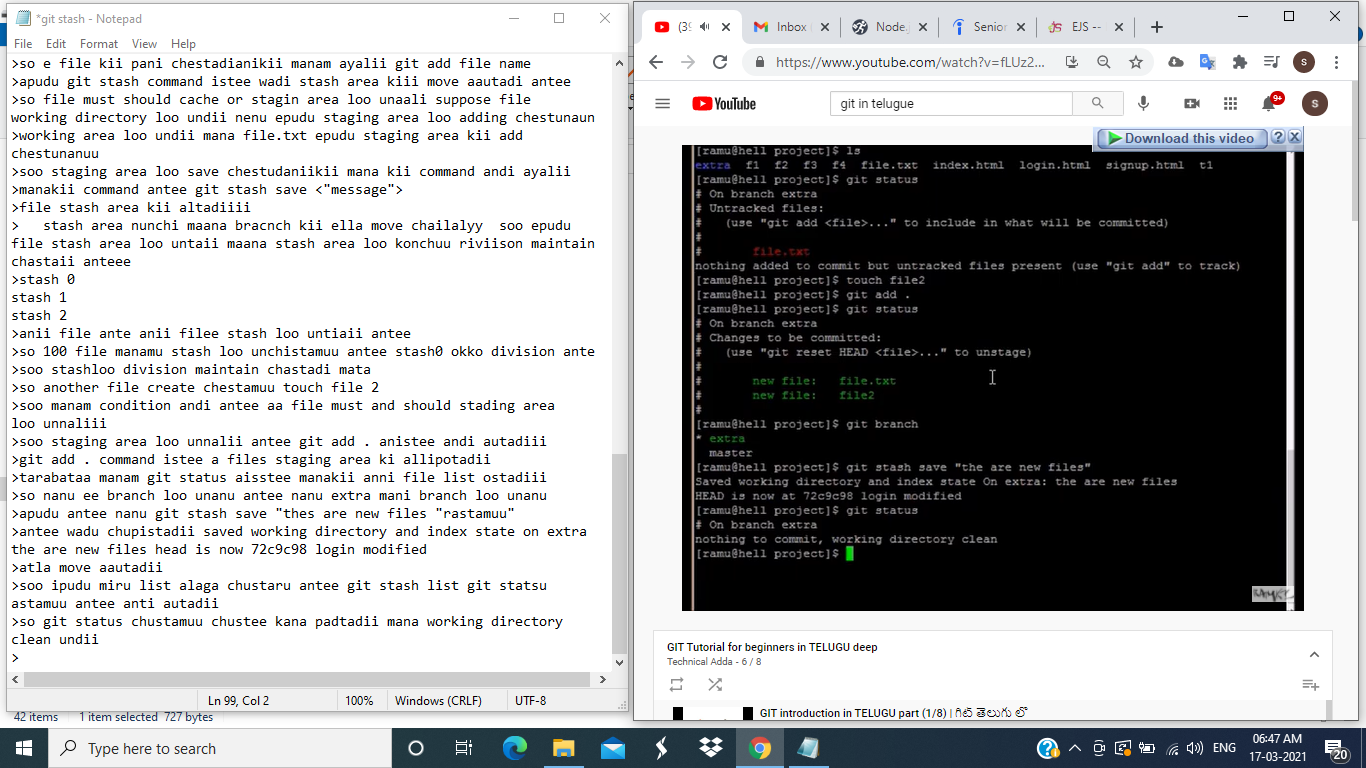 *git stash - Notepad
File Edit Format View Help
>so e file kii pani chestadianikii manam ayalii git add file name
>apudu git stash command istee wadi stash area kiii move aautadi antee
>so file must should cache or stagin area loo unaali suppose file
working directory loo undii nenu epudu staging area loo adding chestunaun
>working area loo undii mana file.txt epudu staging area kii add
chestunanuu
>soo staging area loo save chestudaniikii mana kii command andi ayalii
>manakii command antee git stash save <"message">
>file stash area kii altadiiii
>   stash area nunchi maana bracnch kii ella move chailalyy  soo epudu
file stash area loo untaii maana stash area loo konchuu riviison maintain
chastaii anteee
>stash 0
stash 1
stash 2
>anii file ante anii filee stash loo untiaii antee
>so 100 file manamu stash loo unchistamuu antee stash0 okko division ante
>soo stashloo division maintain chastadi mata
>so another file create chestamuu touch file 2
>soo manam condition andi antee aa file must and should stading area
loo unnaliii
>soo staging area loo unnalii antee git add . anistee andi autadiii
>git add . command istee a files staging area ki allipotadii
>tarabataa manam git status aisstee manakii anni file list ostadiii
>so nanu ee branch loo unanu antee nanu extra mani branch loo unanu
>apudu antee nanu git stash save "thes are new files "rastamuu"
>antee wadu chupistadii saved working directory and index state on extra
the are new files head is now 72c9c98 login modified
>atla move aautadii
>soo ipudu miru list alaga chustaru antee git stash list git statsu
astamuu antee anti autadii
>so git status chustamuu chustee kana padtadii mana working directory
clean undii
>
Ln 99, Col 2 100% Windows (CRLF) UTF-8
42 items 1 item selected 727 bytes
(39 Inbox Node. Senior EJS --
https://www.youtube.com/watch?v=fLUz2... S
YouTube git in telugue 9+ S
Download this video ?
[ramu@hell project]$ ls
extra f1 f2 f3 f4 file.txt index.html login.html signup.html t1
[ramu@hell project]$ git status
# On branch extra
# Untracked files:
#   (use "git add <file>..." to include in what will be committed)
#
#       file.txt
nothing added to commit but untracked files present (use "git add" to track)
[ramu@hell project]$ touch file2
[ramu@hell project]$ git add .
[ramu@hell project]$ git status
# On branch extra
# Changes to be committed:
#   (use "git reset HEAD <file>..." to unstage)
#
#       new file:   file.txt
#       new file:   file2
#
[ramu@hell project]$ git branch
* extra
  master
[ramu@hell project]$ git stash save "the are new files"
Saved working directory and index state On extra: the are new files
HEAD is now at 72c9c98 login modified
[ramu@hell project]$ git status
# On branch extra
nothing to commit, working directory clean
[ramu@hell project]$
GIT Tutorial for beginners in TELUGU deep
Technical Adda - 6 / 8
GIT introduction in TELUGU part (1/8) | గిట్ తెలుగు లో
Type here to search
ENG
06:47 AM
17-03-2021
20